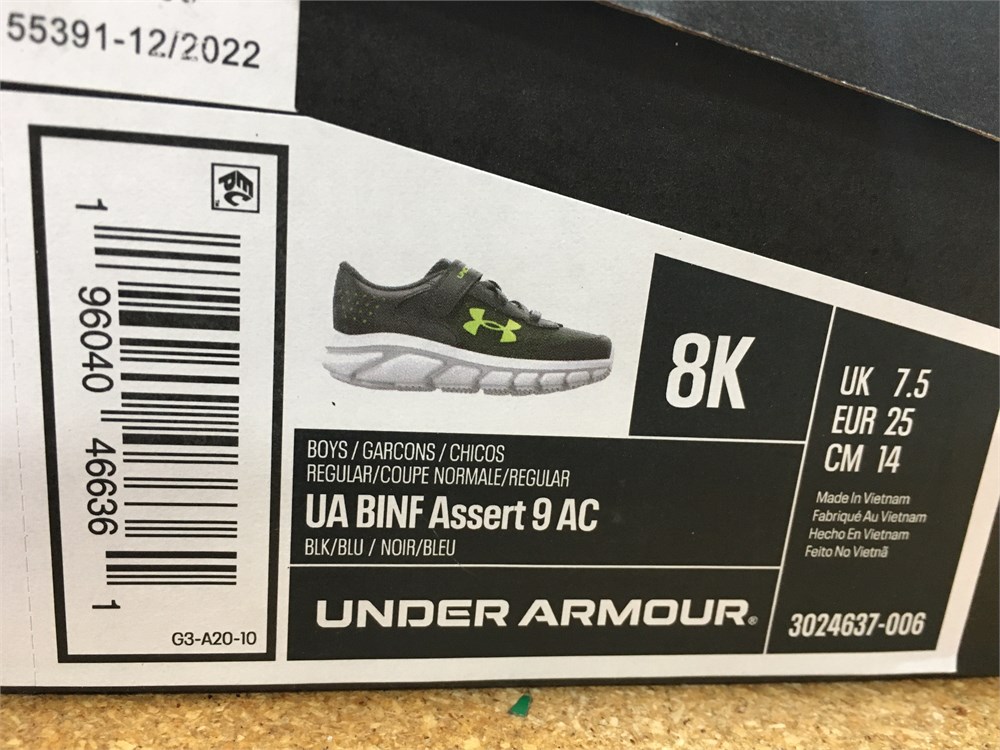 55391-12/2022
EPC
1 96040 46636 1
G3-A20-10
8K
UK 7.5
EUR 25
CM 14
BOYS / GARCONS / CHICOS
REGULAR/COUPE NORMALE/REGULAR
UA BINF Assert 9 AC
BLK/BLU / NOIR/BLEU
UNDER ARMOUR®
Made In Vietnam
Fabriqué Au Vietnam
Hecho En Vietnam
Feito No Vietnã
3024637-006